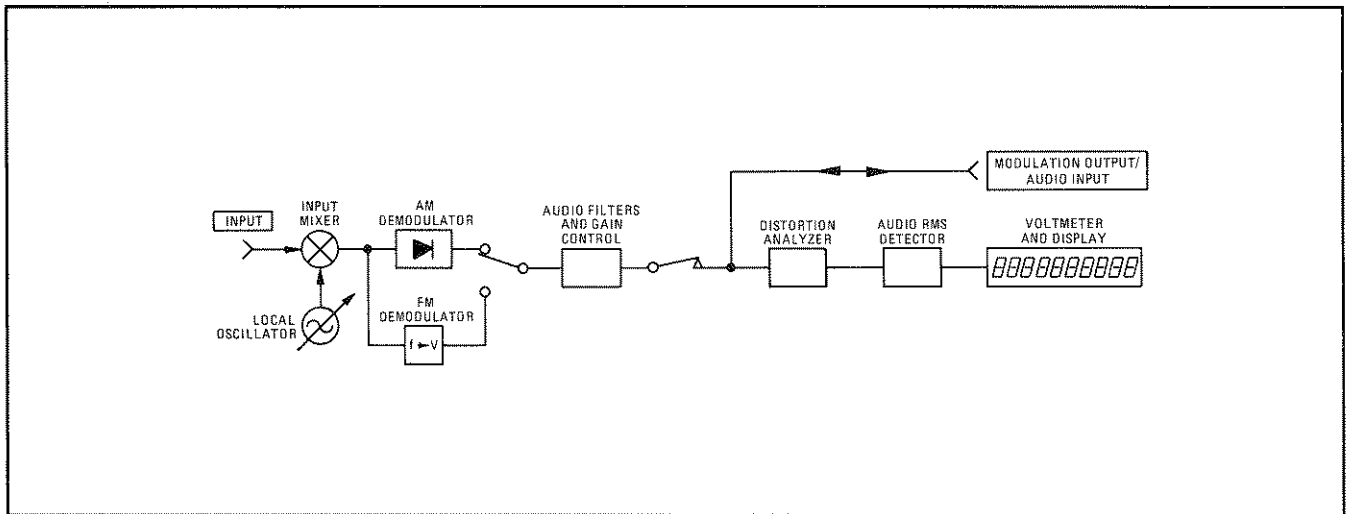 MODULATION OUTPUT/
AUDIO INPUT
INPUT
INPUT
MIXER
AM
DEMODULATOR
AUDIO FILTERS
AND GAIN
CONTROL
DISTORTION
ANALYZER
AUDIO RMS
DETECTOR
VOLTMETER
AND DISPLAY
0000000000
LOCAL
OSCILLATOR
FM
DEMODULATOR
f►V